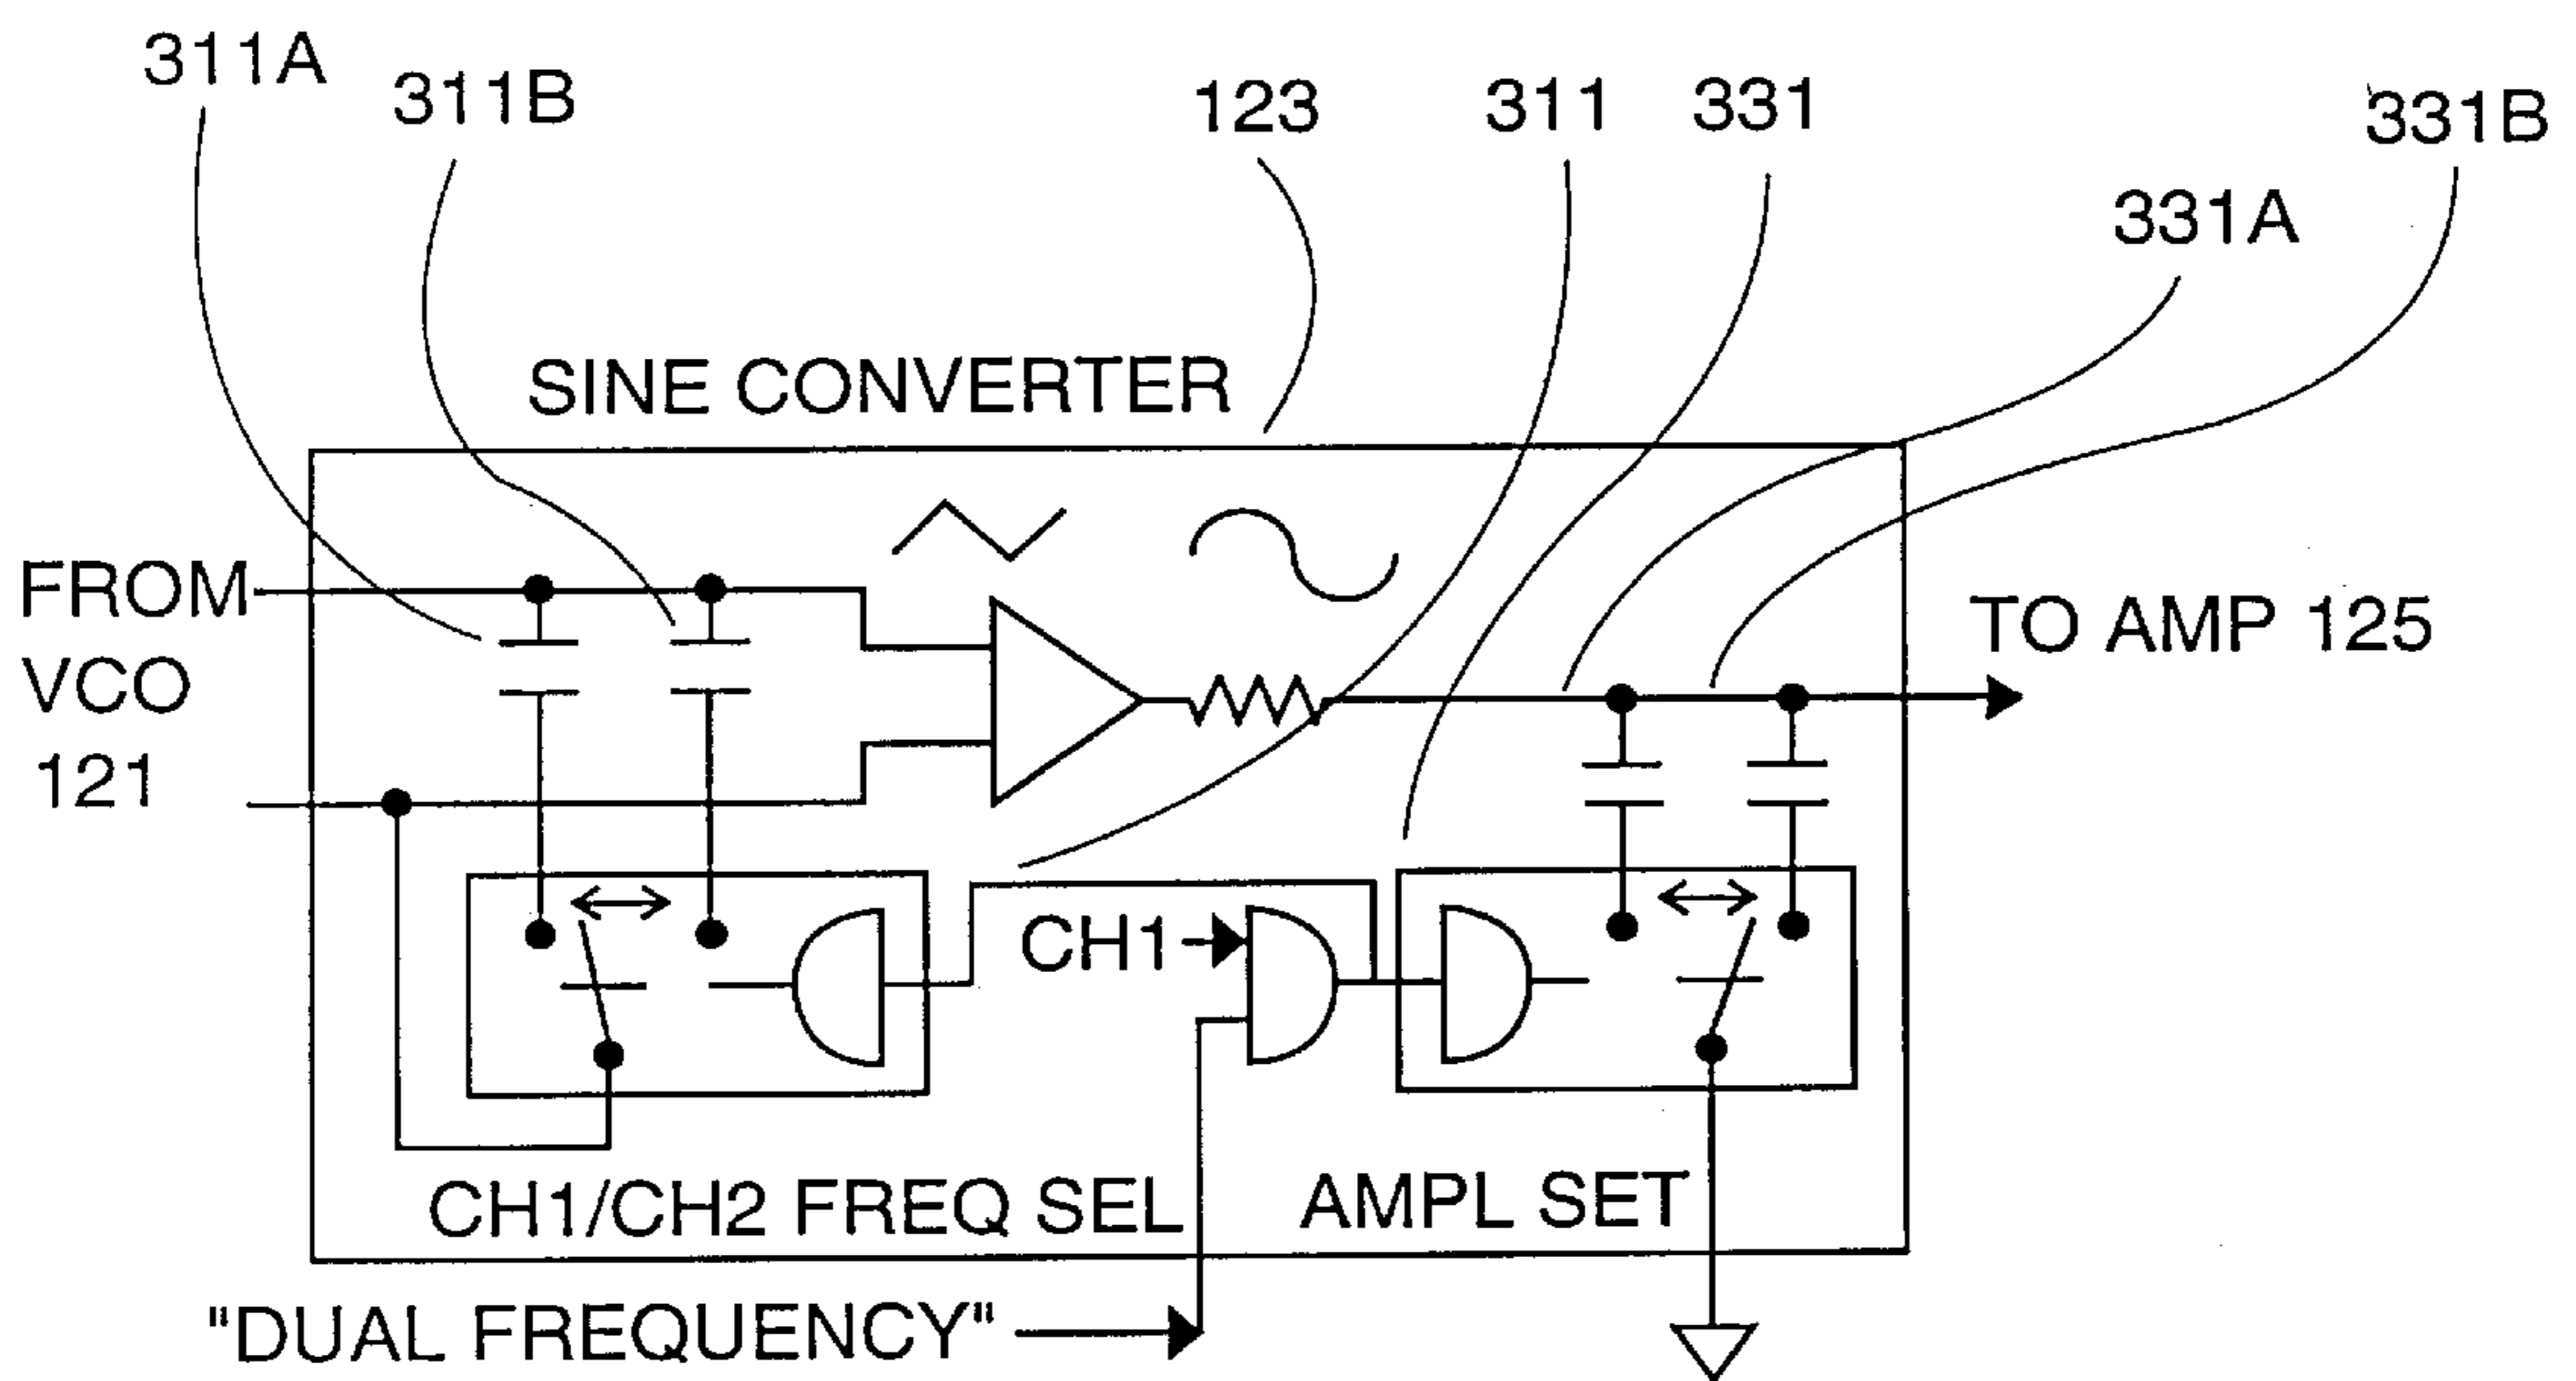 311A
311B
123
311
331
331B
331A
SINE CONVERTER
FROM
VCO
121
TO AMP 125
CH1
CH1/CH2 FREQ SEL
AMPL SET
"DUAL FREQUENCY"